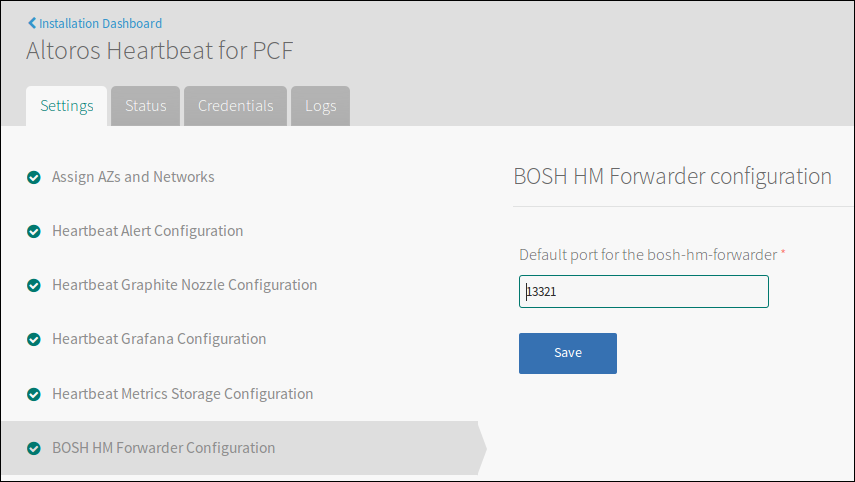 Installation Dashboard
Altoros Heartbeat for PCF
Settings
Status
Credentials
Logs
Assign AZs and Networks
Heartbeat Alert Configuration
Heartbeat Graphite Nozzle Configuration
Heartbeat Grafana Configuration
Heartbeat Metrics Storage Configuration
BOSH HM Forwarder Configuration
BOSH HM Forwarder configuration
Default port for the bosh-hm-forwarder *
13321
Save